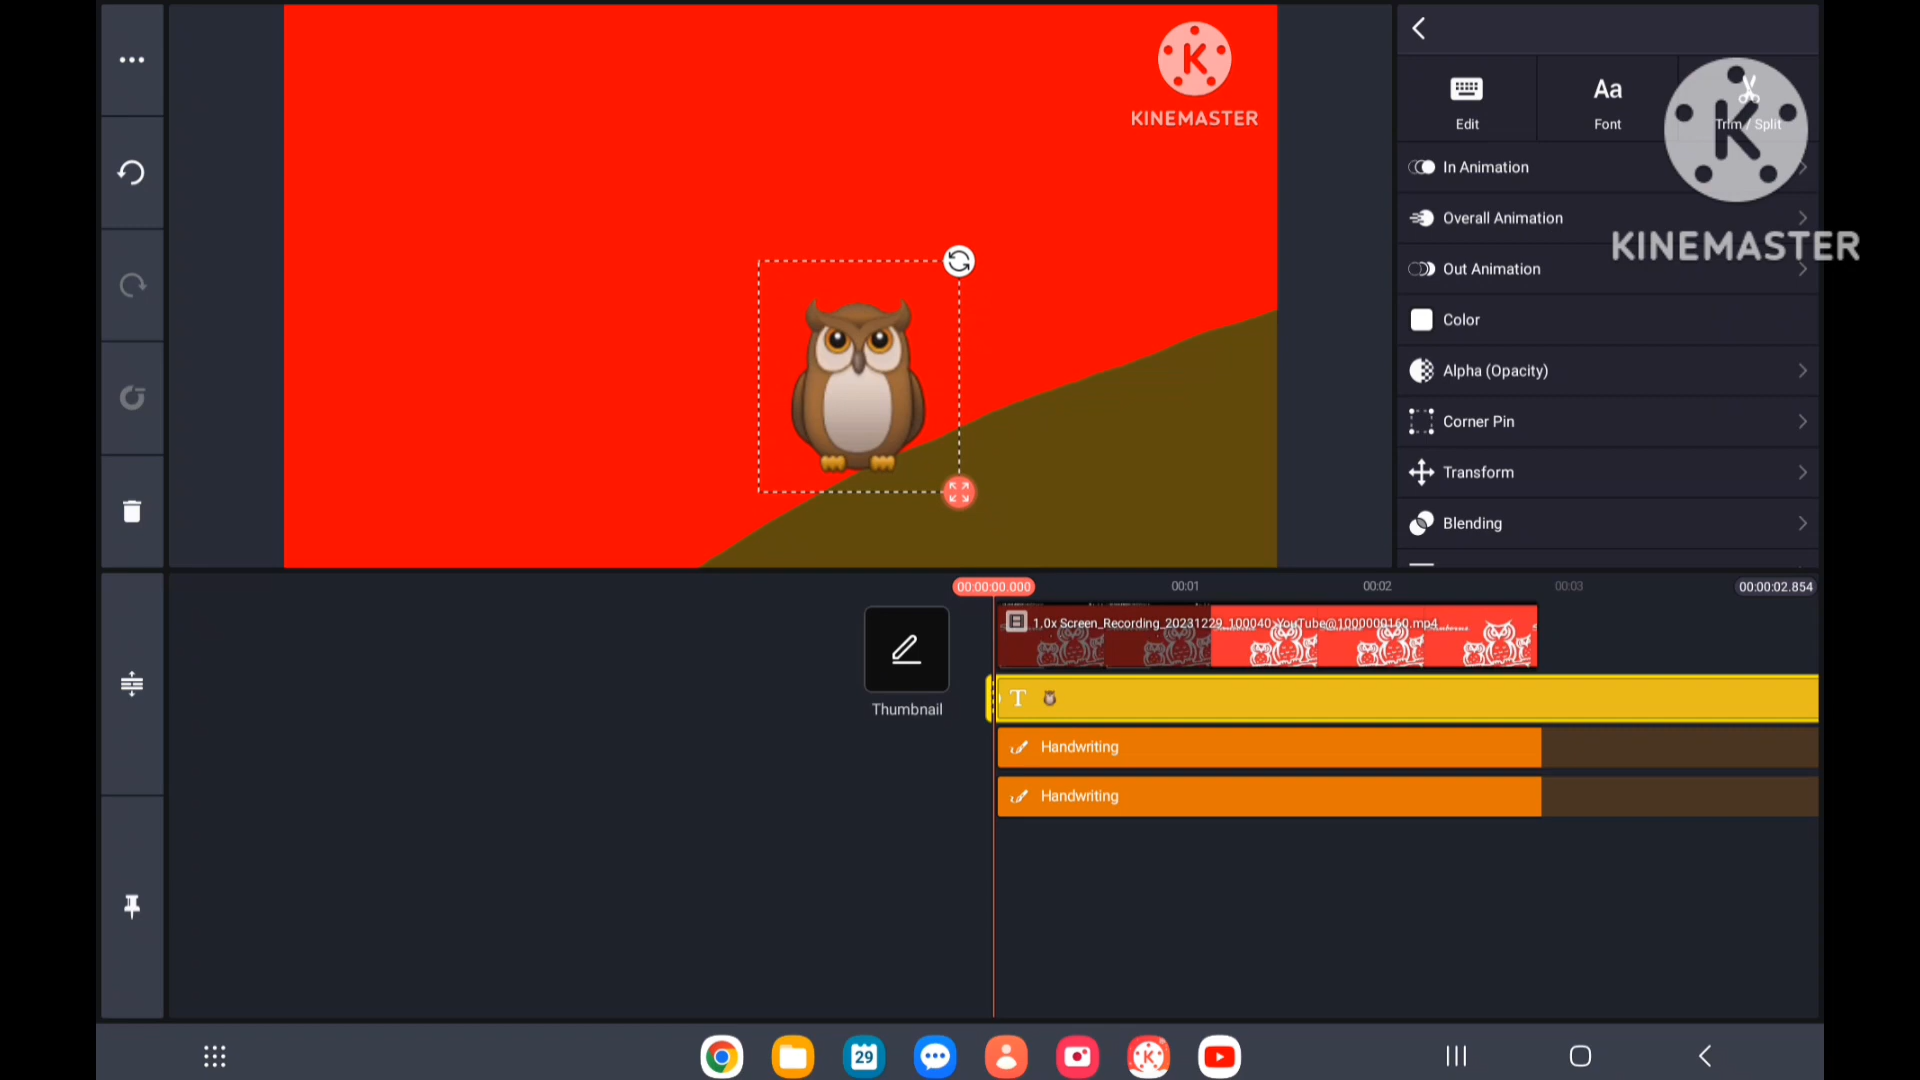 KINEMASTER
Edit
Aa
Font
Trim / Split
In Animation
Overall Animation
Out Animation
KINEMASTER
Color
Alpha (Opacity)
Corner Pin
Transform
Blending
00:00:00.000
00:01
00:02
00:03
00:00:02.854
1.0x Screen_Recording_20231229_100040_YouTube@1000000160.mp4
Thumbnail
T
Handwriting
Handwriting
29